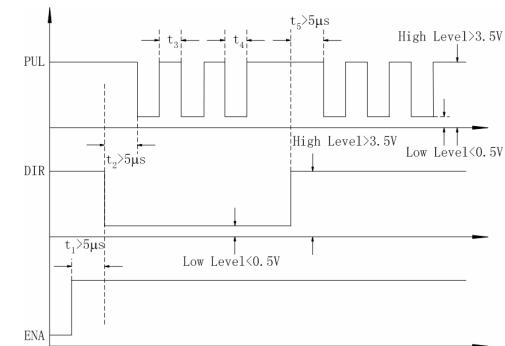 t5>5μs
High Level>3.5V
t3
t4
PUL
High Level>3.5V
Low Level<0.5V
t2>5μs
DIR
t1>5μs
Low Level<0.5V
ENA